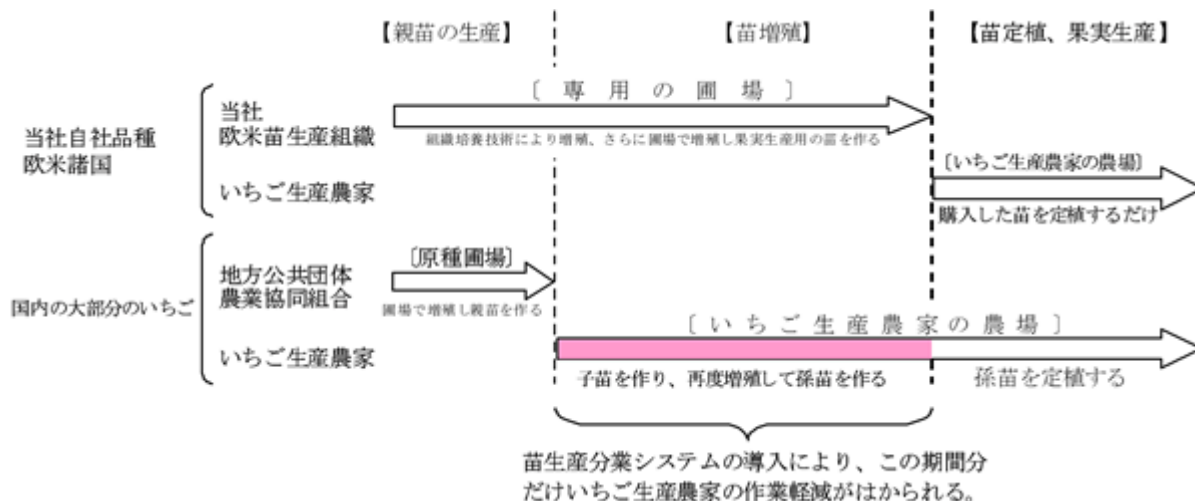 【親苗の生産】 【苗増殖】 【苗定植、果実生産】
〔専用の圃場〕
当社
当社自社品種
欧米苗生産組織
欧米諸国
組織培養技術により増殖、さらに圃場で増殖し果実生産用の苗を作る
〔いちご生産農家の農場〕
いちご生産農家
購入した苗を定植するだけ
〔原種圃場〕
地方公共団体
農業協同組合
国内の大部分のいちご
圃場で増殖し親苗を作る
〔いちご生産農家の農場〕
いちご生産農家
子苗を作り、再度増殖して孫苗を作る
孫苗を定植する
苗生産分業システムの導入により、この期間分
だけいちご生産農家の作業軽減がはかられる。